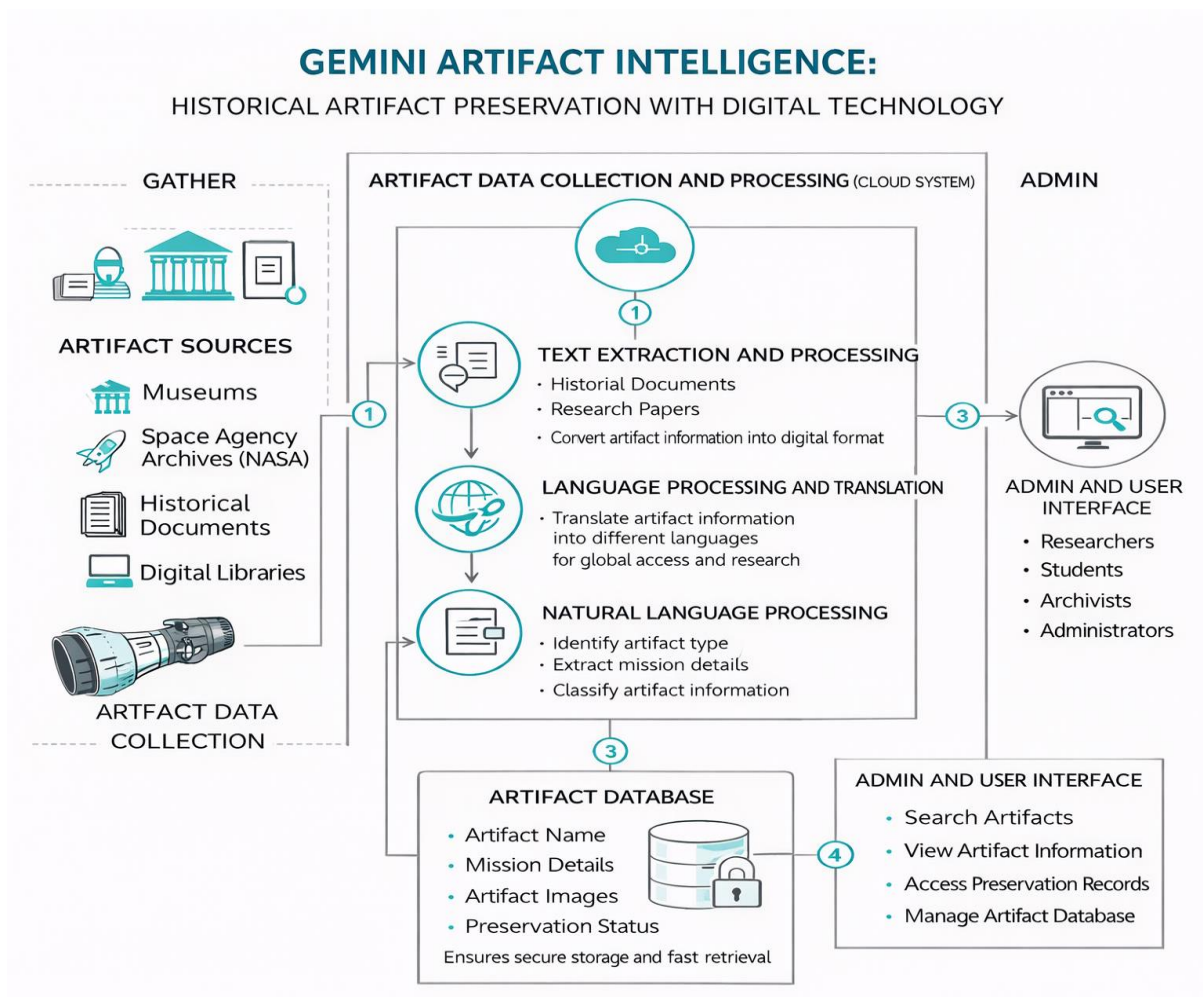 GEMINI ARTIFACT INTELLIGENCE:
HISTORICAL ARTIFACT PRESERVATION WITH DIGITAL TECHNOLOGY
GATHER
ARTIFACT SOURCES
Museums
Space Agency
Archives (NASA)
Historical
Documents
Digital Libraries
ARTFACT DATA
COLLECTION
1
ARTIFACT DATA COLLECTION AND PROCESSING (CLOUD SYSTEM)
1
TEXT EXTRACTION AND PROCESSING
• Historial Documents
• Research Papers
• Convert artifact information into digital format
LANGUAGE PROCESSING AND TRANSLATION
• Translate artifact information
into different languages
for global access and research
NATURAL LANGUAGE PROCESSING
• Identify artifact type
• Extract mission details
• Classify artifact information
3
ADMIN
3
ADMIN AND USER
INTERFACE
• Researchers
• Students
• Archivists
• Administrators
ARTIFACT DATABASE
• Artifact Name
• Mission Details
• Artifact Images
• Preservation Status
Ensures secure storage and fast retrieval
4
ADMIN AND USER INTERFACE
• Search Artifacts
• View Artifact Information
• Access Preservation Records
• Manage Artifact Database